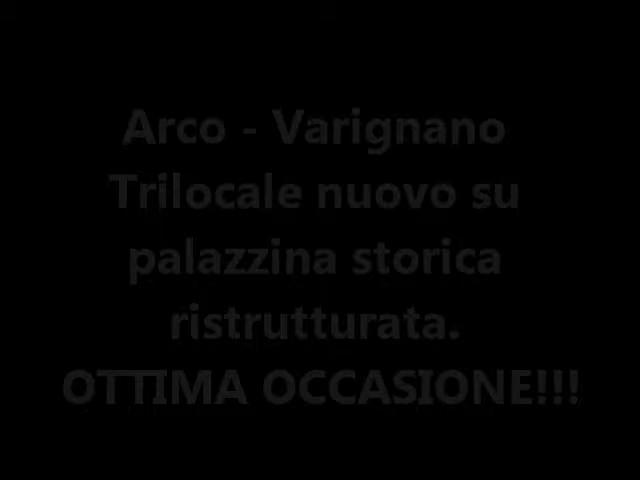 Arco - Varignano
Trilocale nuovo su
palazzina storica
ristrutturata.
OTTIMA OCCASIONE!!!